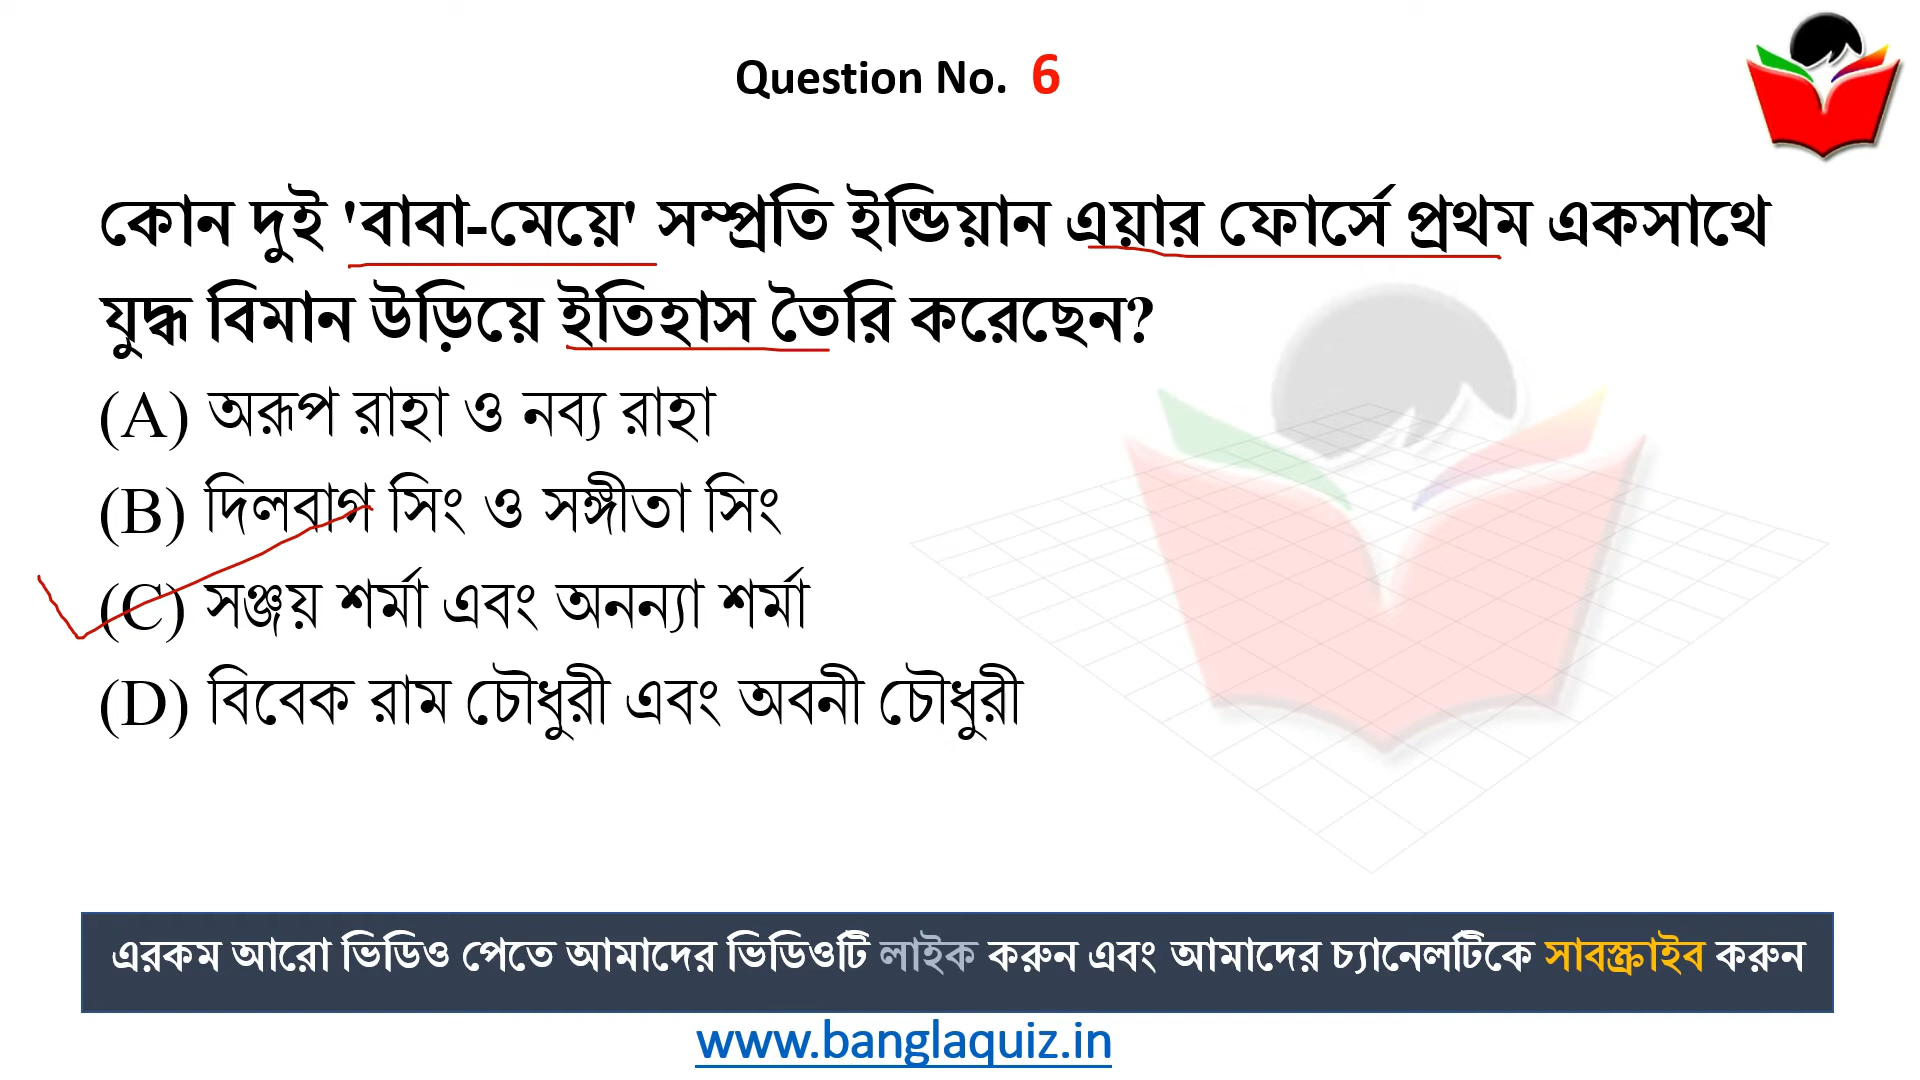 Question No. 6
কোন দুই 'বাবা-মেয়ে' সম্প্রতি ইন্ডিয়ান এয়ার ফোর্সে প্রথম একসাথে
যুদ্ধ বিমান উড়িয়ে ইতিহাস তৈরি করেছেন?
(A) অরূপ রাহা ও নব্য রাহা
(B) দিলবাগ সিং ও সঙ্গীতা সিং
(C) সঞ্জয় শর্মা এবং অনন্যা শর্মা
(D) বিবেক রাম চৌধুরী এবং অবনী চৌধুরী
এরকম আরো ভিডিও পেতে আমাদের ভিডিওটি লাইক করুন এবং আমাদের চ্যানেলটিকে সাবস্ক্রাইব করুন
www.banglaquiz.in